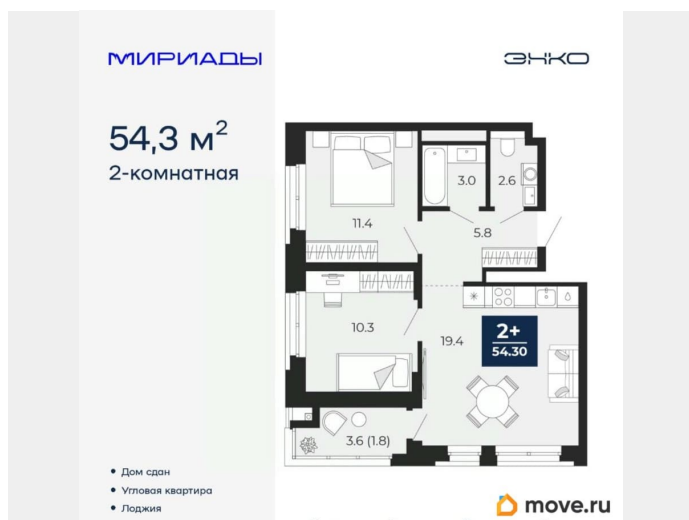 МИРИАДЫ
ЭНКО
54,3 м²
2-комнатная
3.0
2.6
11.4
5.8
10.3
19.4
2+
54.30
3.6 (1.8)
• Дом сдан
• Угловая квартира
• Лоджия
move.ru